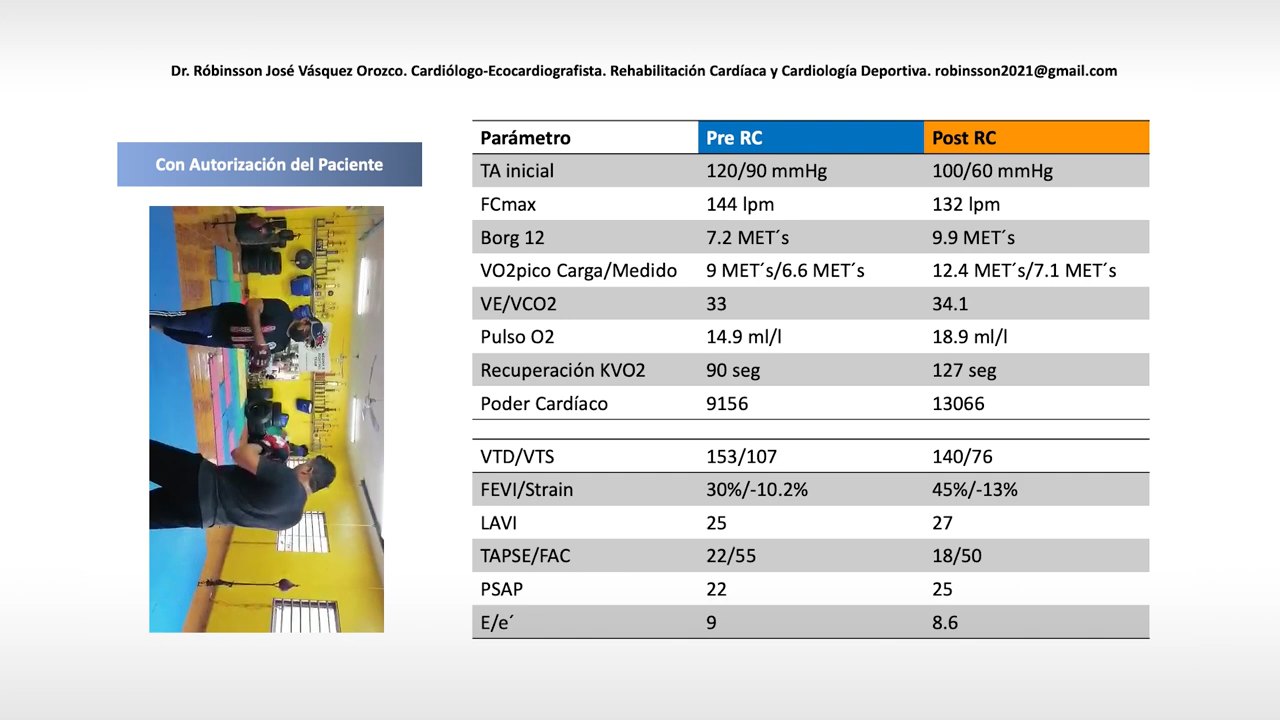 Dr. Róbinsson José Vásquez Orozco. Cardiólogo-Ecocardiografista. Rehabilitación Cardíaca y Cardiología Deportiva. robinsson2021@gmail.com
Con Autorización del Paciente
Parámetro Pre RC Post RC
TA inicial 120/90 mmHg 100/60 mmHg
FCmax 144 lpm 132 lpm
Borg 12 7.2 MET´s 9.9 MET´s
VO2pico Carga/Medido 9 MET´s/6.6 MET´s 12.4 MET´s/7.1 MET´s
VE/VCO2 33 34.1
Pulso O2 14.9 ml/l 18.9 ml/l
Recuperación KVO2 90 seg 127 seg
Poder Cardíaco 9156 13066
VTD/VTS 153/107 140/76
FEVI/Strain 30%/-10.2% 45%/-13%
LAVI 25 27
TAPSE/FAC 22/55 18/50
PSAP 22 25
E/e´ 9 8.6